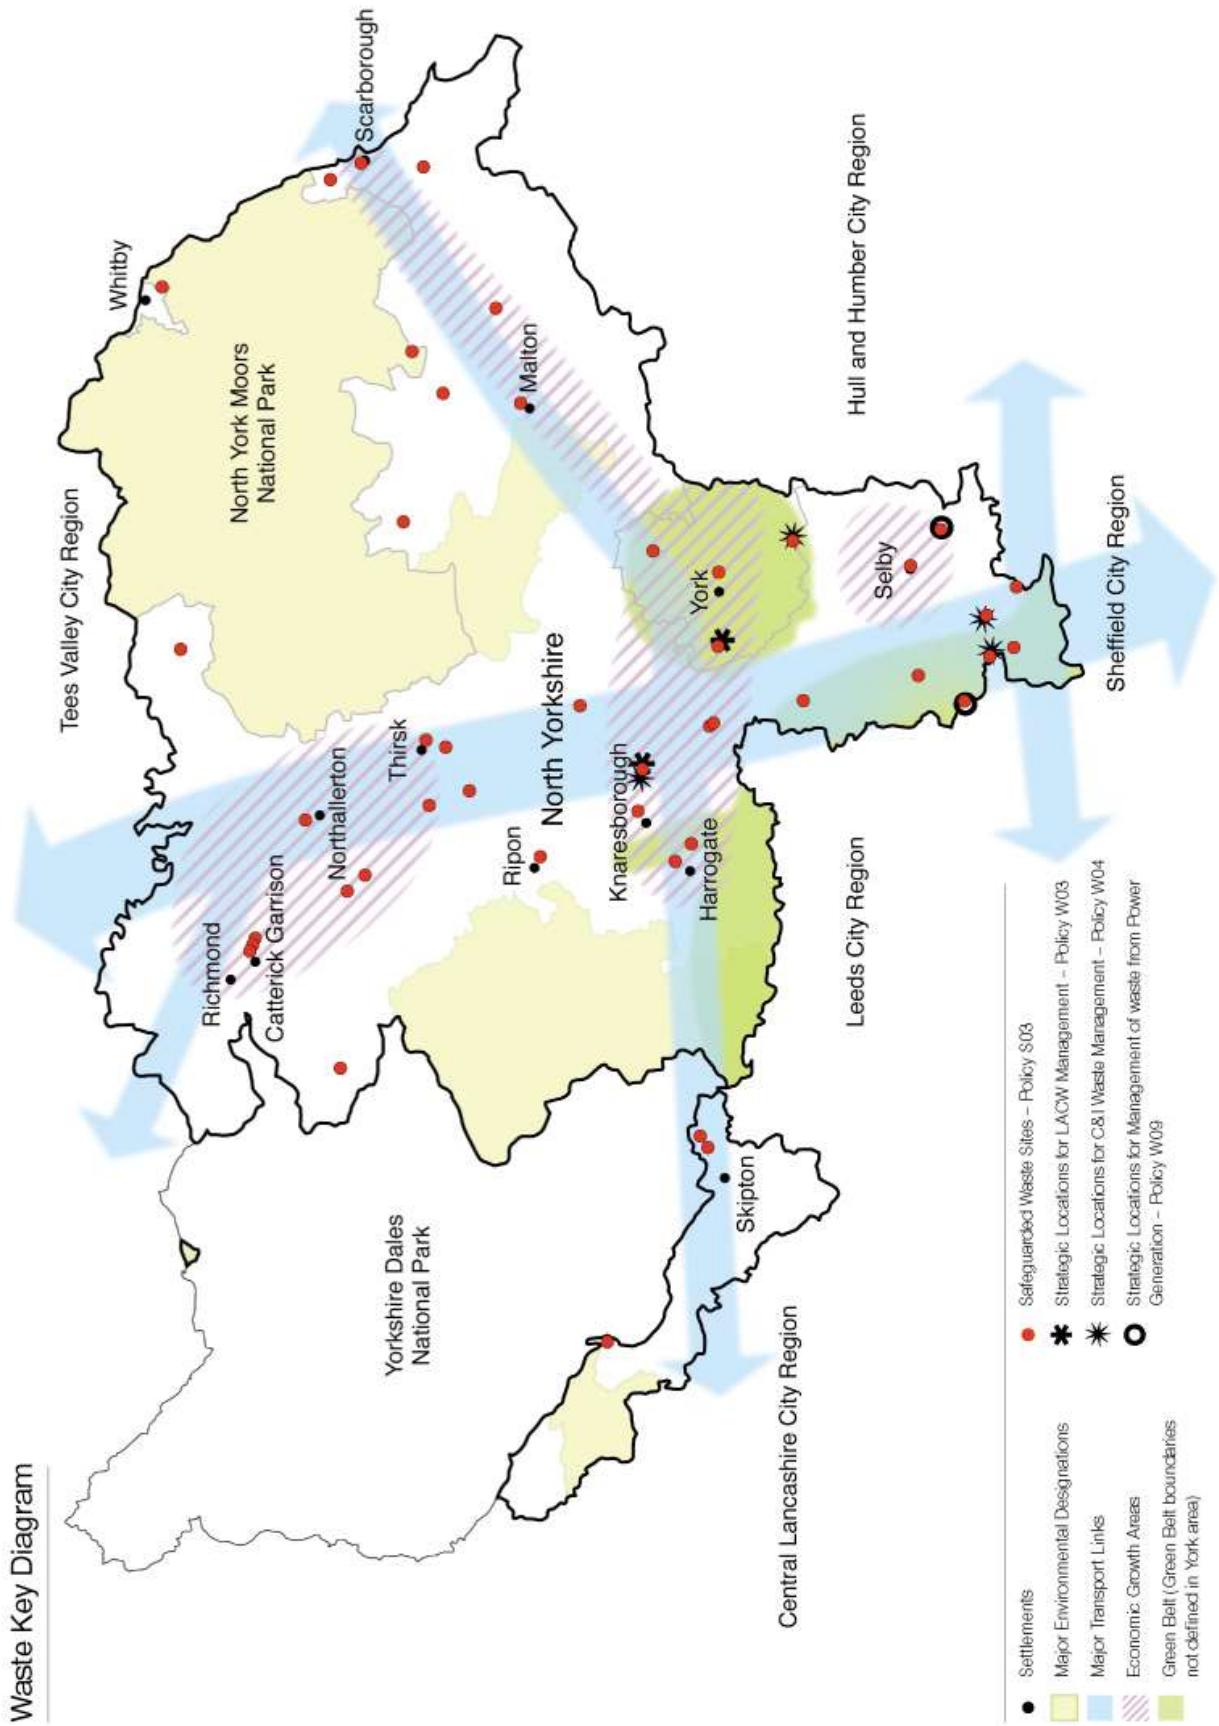 Waste Key Diagram
Tees Valley City Region
Whitby
Scarborough
North York Moors
National Park
Richmond
Catterick Garrison
Northallerton
Thirsk
Malton
Yorkshire Dales
National Park
Ripon
North Yorkshire
Knaresborough
Harrogate
York
Skipton
Selby
Hull and Humber City Region
Central Lancashire City Region
Leeds City Region
Sheffield City Region
Settlements
Major Environmental Designations
Major Transport Links
Economic Growth Areas
Green Belt (Green Belt boundaries
not defined in York area)
Safeguarded Waste Sites – Policy S03
Strategic Locations for LACW Management – Policy W03
Strategic Locations for C&I Waste Management – Policy W04
Strategic Locations for Management of waste from Power
Generation – Policy W09